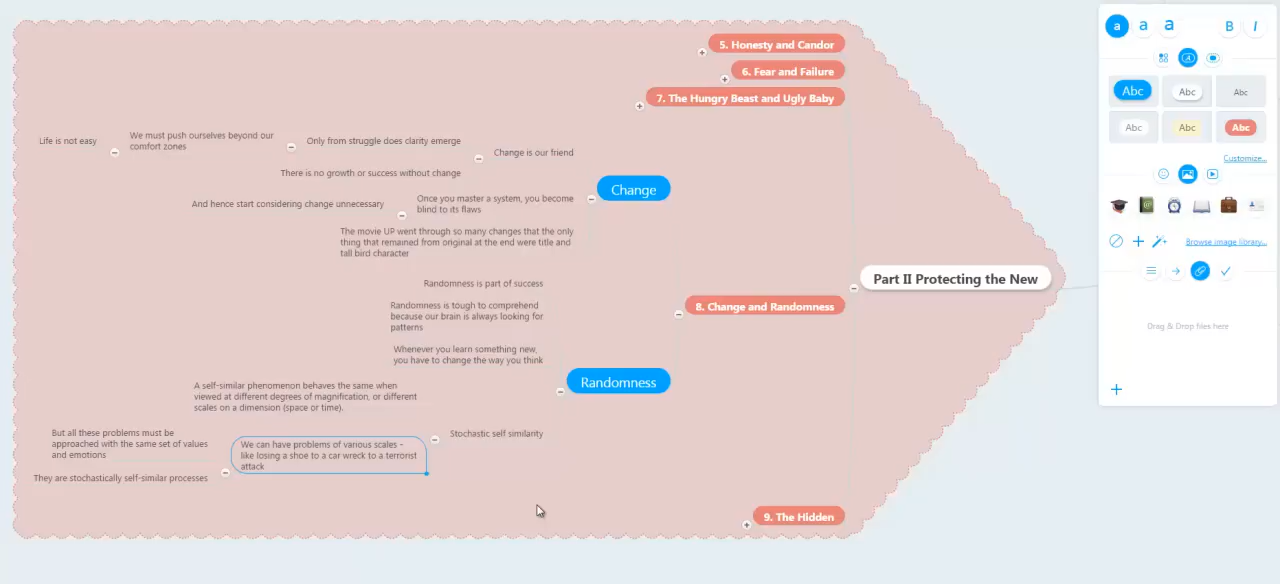 5. Honesty and Candor
6. Fear and Failure
7. The Hungry Beast and Ugly Baby
Life is not easy
We must push ourselves beyond our
comfort zones
Only from struggle does clarity emerge
Change is our friend
There is no growth or success without change
Change
And hence start considering change unnecessary
Once you master a system, you become
blind to its flaws
The movie UP went through so many changes that the only
thing that remained from original at the end were title and
tall bird character
Part II Protecting the New
8. Change and Randomness
Randomness is part of success
Randomness is tough to comprehend
because our brain is always looking for
patterns
Whenever you learn something new,
you have to change the way you think
Randomness
A self-similar phenomenon behaves the same when
viewed at different degrees of magnification, or different
scales on a dimension (space or time).
Stochastic self similarity
But all these problems must be
approached with the same set of values
and emotions
We can have problems of various scales -
like losing a shoe to a car wreck to a terrorist
attack
They are stochastically self-similar processes
9. The Hidden
a a a B I
A
Abc Abc Abc
Abc Abc Abc
Customize...
Browse image library...
Drag & Drop files here